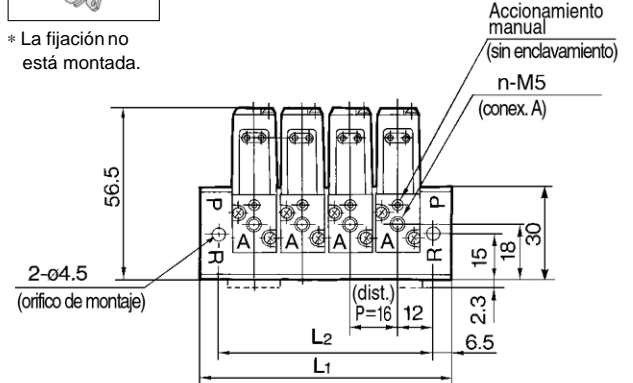 * La fijación no
está montada.
Accionamiento
manual
(sin enclavamiento)
n-M5
(conex. A)
56.5
P
P
A
A
A
A
R
R
2-ø4.5
(orifico de montaje)
(dist.)
P=16
12
15
18
30
2.3
6.5
L2
L1